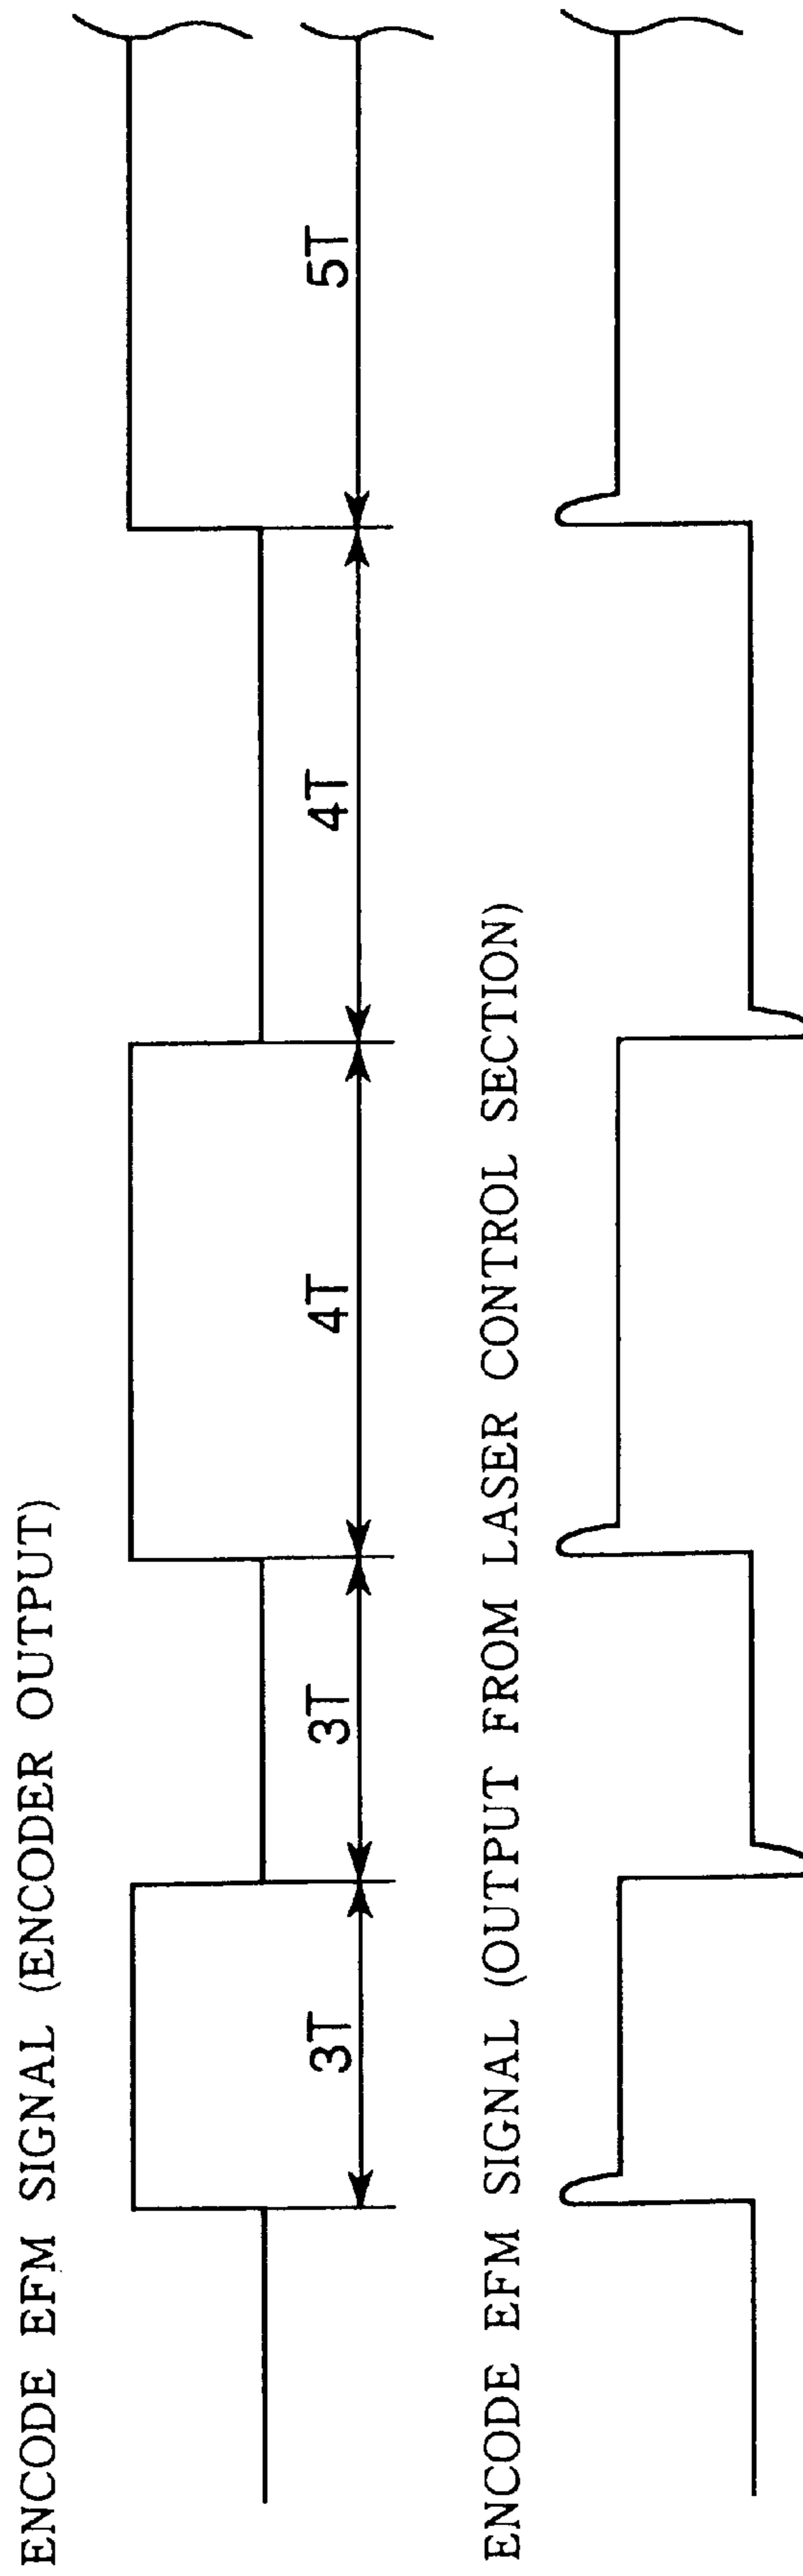 ENCODE EFM SIGNAL (ENCODER OUTPUT)
3T
3T
4T
4T
5T
ENCODE EFM SIGNAL (OUTPUT FROM LASER CONTROL SECTION)